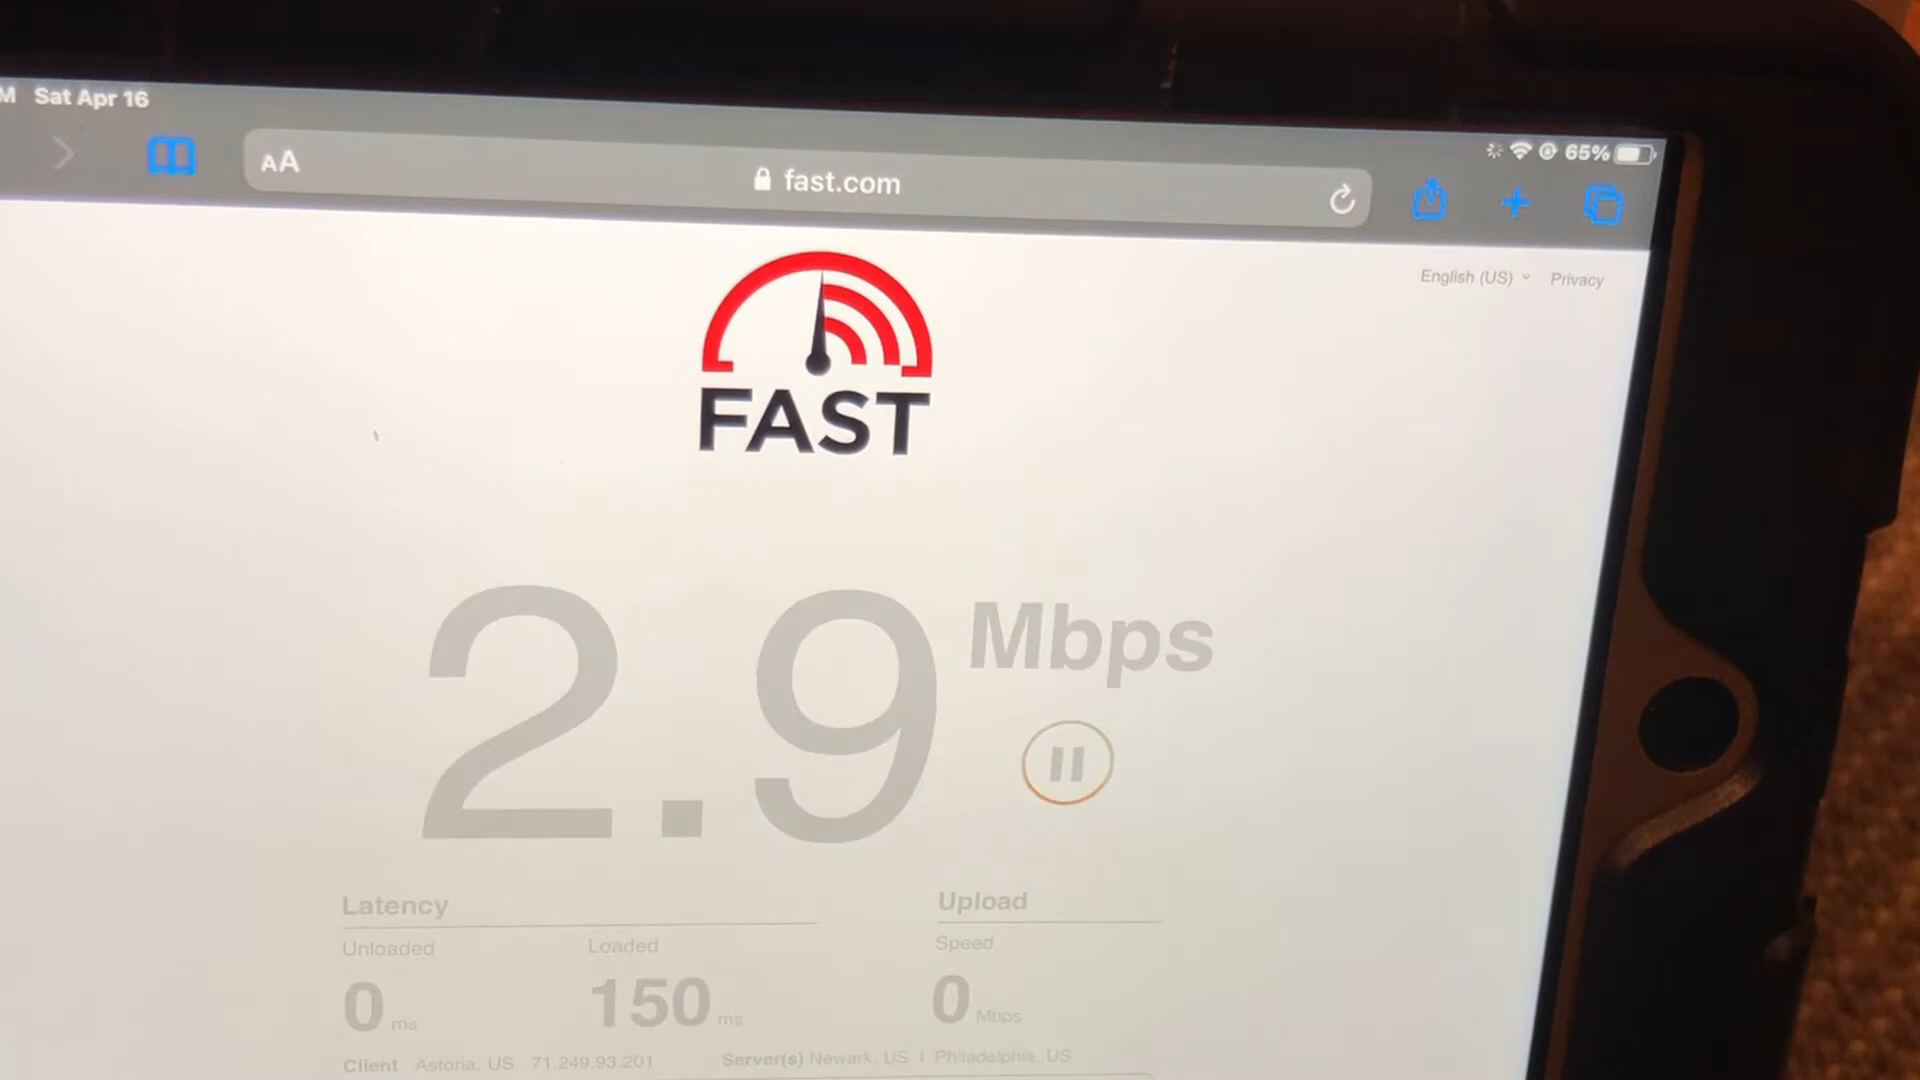 M Sat Apr 16
65%
AA
fast.com
English (US) Privacy
FAST
2.9 Mbps
Latency
Upload
Unloaded
Loaded
Speed
0 ms
150 ms
0 Mbps
Client Astoria, US 71.249.93.201 Server(s) Newark, US | Philadelphia, US